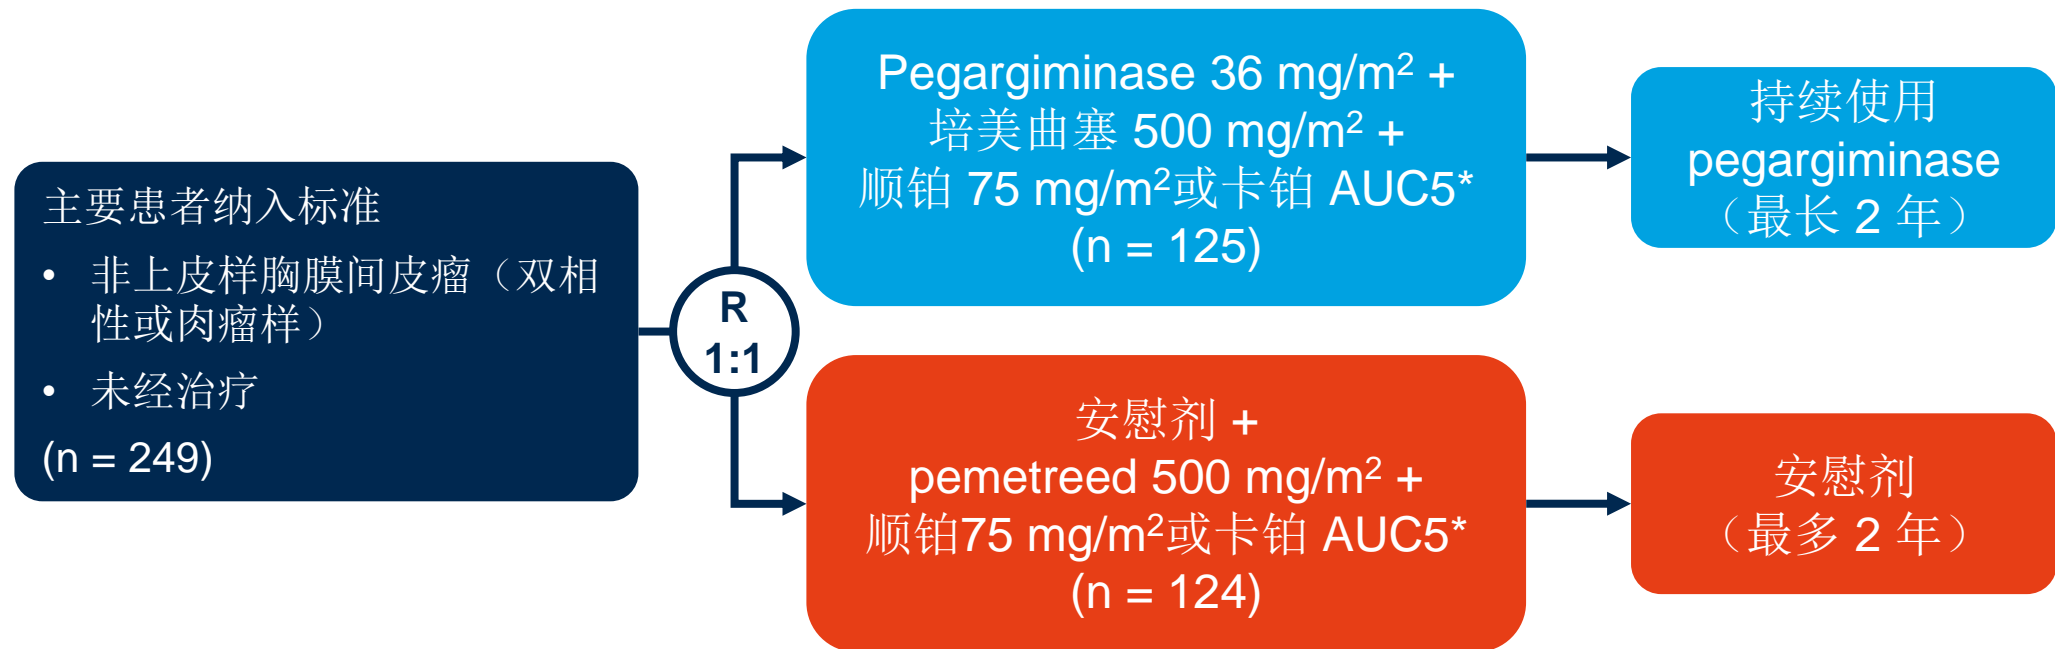 主要患者纳入标准
• 非上皮样胸膜间皮瘤（双相
性或肉瘤样）
• 未经治疗
(n = 249)
R
1:1
Pegargiminase 36 mg/m² +
培美曲塞 500 mg/m² +
顺铂 75 mg/m²或卡铂 AUC5*
(n = 125)
持续使用
pegargiminase
（最长 2 年）
安慰剂 +
pemetreed 500 mg/m² +
顺铂75 mg/m²或卡铂 AUC5*
(n = 124)
安慰剂
（最多 2 年）